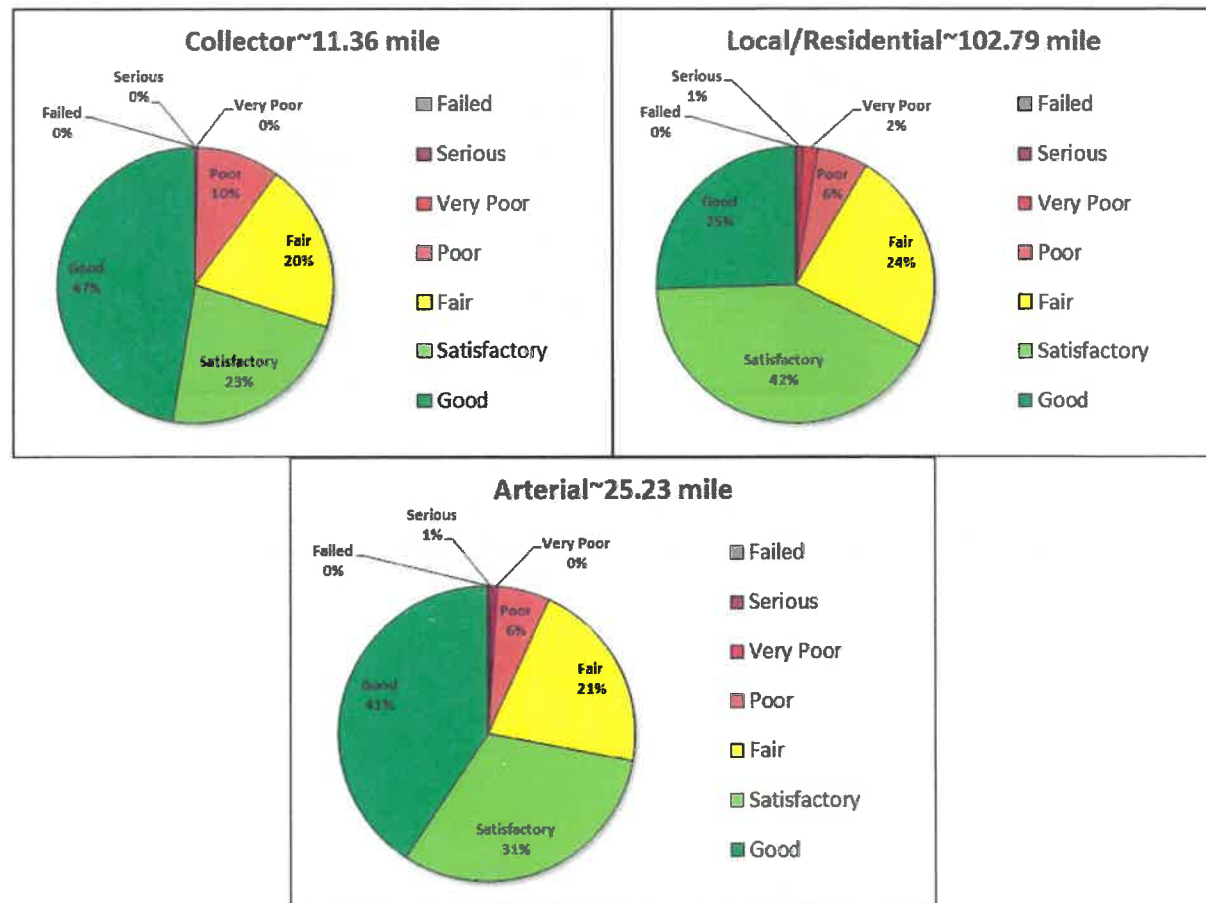 Collector~11.36 mile
Serious
0%
Failed
0%
Very Poor
0%
Poor
10%
Fair
20%
Satisfactory
23%
Good
47%
Failed
Serious
Very Poor
Poor
Fair
Satisfactory
Good
Local/Residential~102.79 mile
Serious
1%
Failed
0%
Very Poor
2%
Poor
6%
Fair
24%
Satisfactory
42%
Good
25%
Failed
Serious
Very Poor
Poor
Fair
Satisfactory
Good
Arterial~25.23 mile
Serious
1%
Failed
0%
Very Poor
0%
Poor
6%
Fair
21%
Satisfactory
31%
Good
41%
Failed
Serious
Very Poor
Poor
Fair
Satisfactory
Good